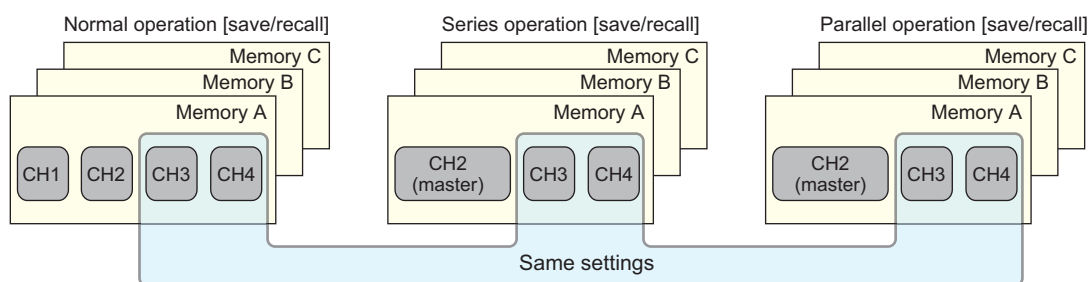 Normal operation [save/recall]
Memory C
Memory B
Memory A
CH1 CH2 CH3 CH4
Series operation [save/recall]
Memory C
Memory B
Memory A
CH2
(master)
CH3 CH4
Parallel operation [save/recall]
Memory C
Memory B
Memory A
CH2
(master)
CH3 CH4
Same settings